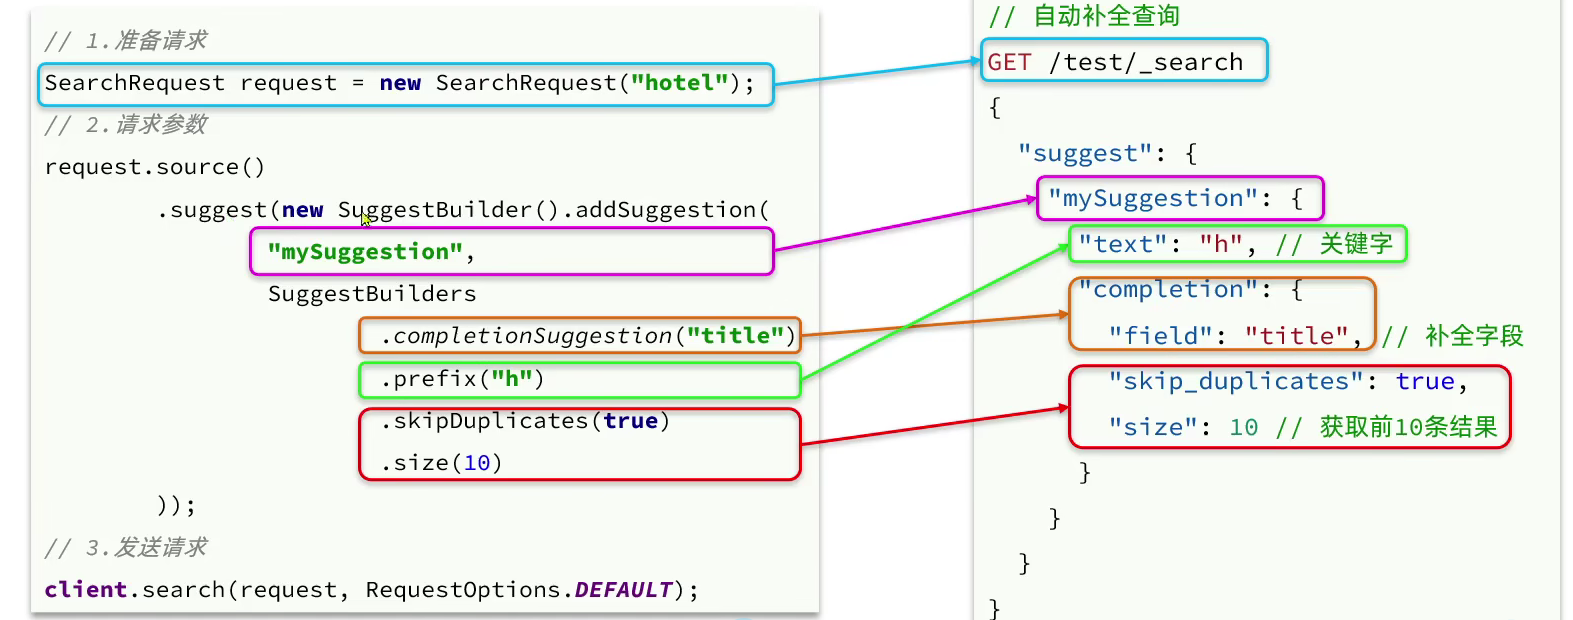 // 1.准备请求
SearchRequest request = new SearchRequest("hotel");
// 2.请求参数
request.source()
.suggest(new SuggestBuilder().addSuggestion(
"mySuggestion",
SuggestBuilders
.completionSuggestion("title")
.prefix("h")
.skipDuplicates(true)
.size(10)
));
// 3.发送请求
client.search(request, RequestOptions.DEFAULT);
// 自动补全查询
GET /test/_search
{
"suggest": {
"mySuggestion": {
"text": "h", // 关键字
"completion": {
"field": "title", // 补全字段
"skip_duplicates": true,
"size": 10 // 获取前10条结果
}
}
}
}